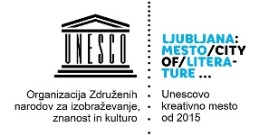 UNESCO
Organizacija Združenih
narodov za izobraževanje,
znanost in kulturo
LJUBLJANA:
MESTO/CITY
OF/LITERA-
TURE ...
Unescovo
kreativno mesto
od 2015